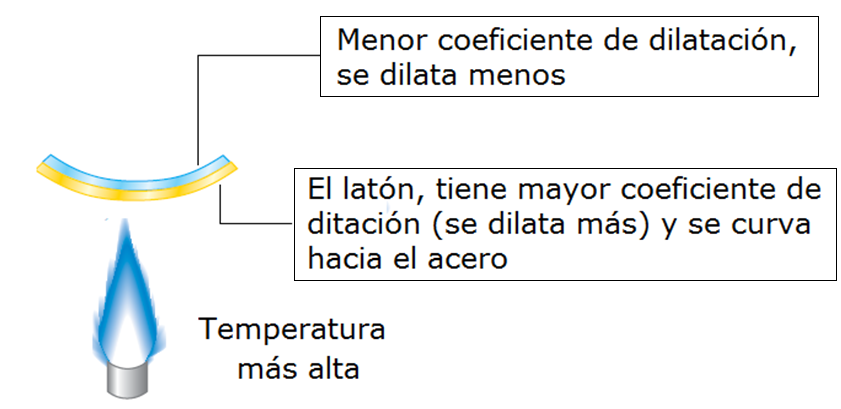 Menor coeficiente de dilatación,
se dilata menos
El latón, tiene mayor coeficiente de
ditación (se dilata más) y se curva
hacia el acero
Temperatura
más alta